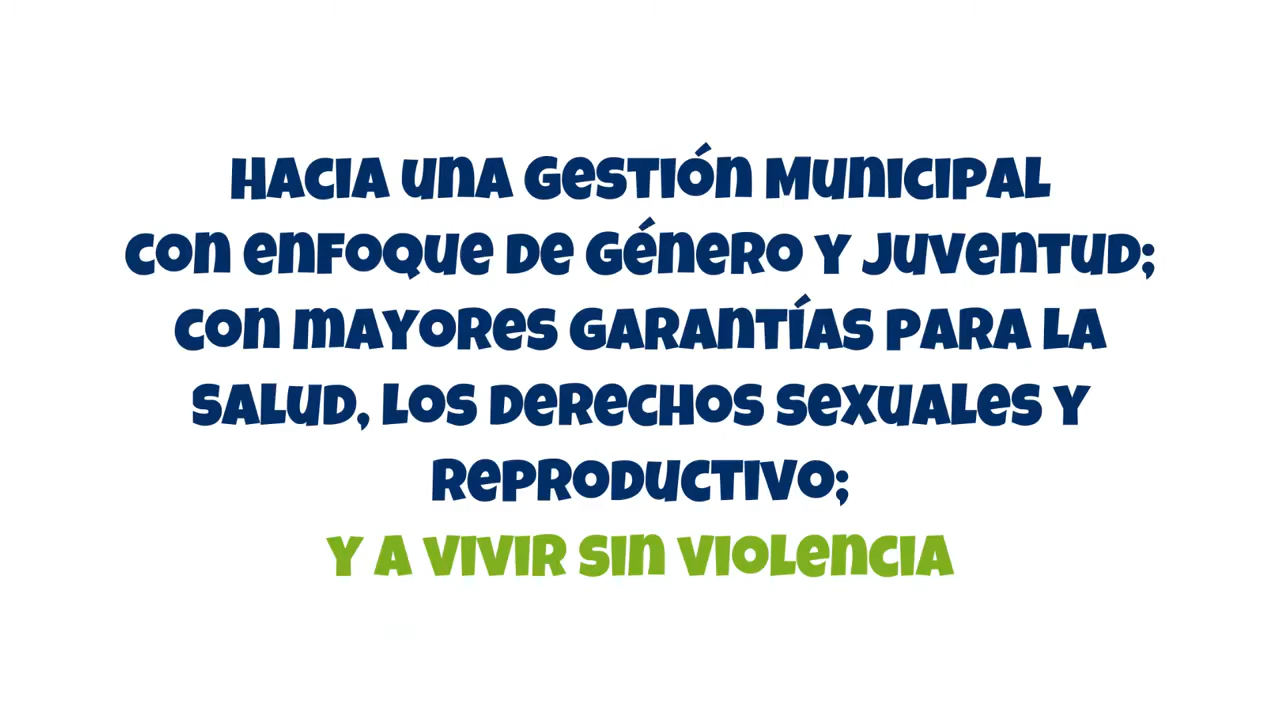 Hacia una Gestión Municipal
con enfoque de Género y Juventud;
con mayores garantías para la
salud, los derechos sexuales y
reproductivo;
y a vivir sin violencia